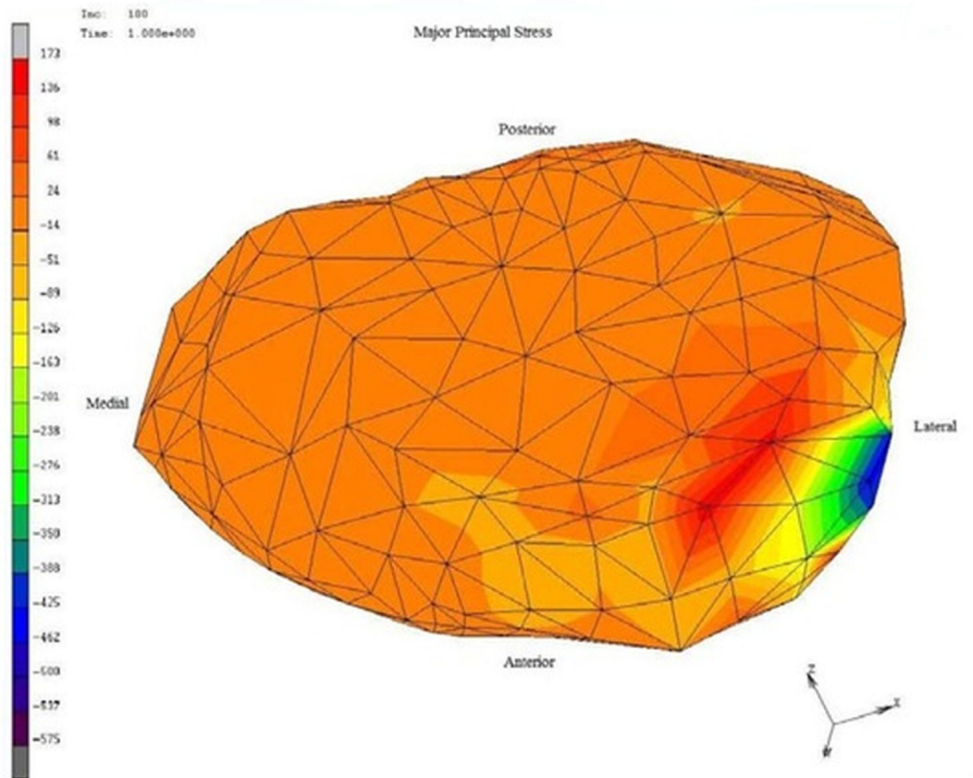 Inc: 100
Time: 1.000e+000
Major Principal Stress
173
136
98
61
24
-14
-51
-89
-126
-163
-201
-238
-276
-313
-350
-388
-425
-462
-500
-537
-575
Posterior
Medial
Lateral
Anterior
Z
X
Y